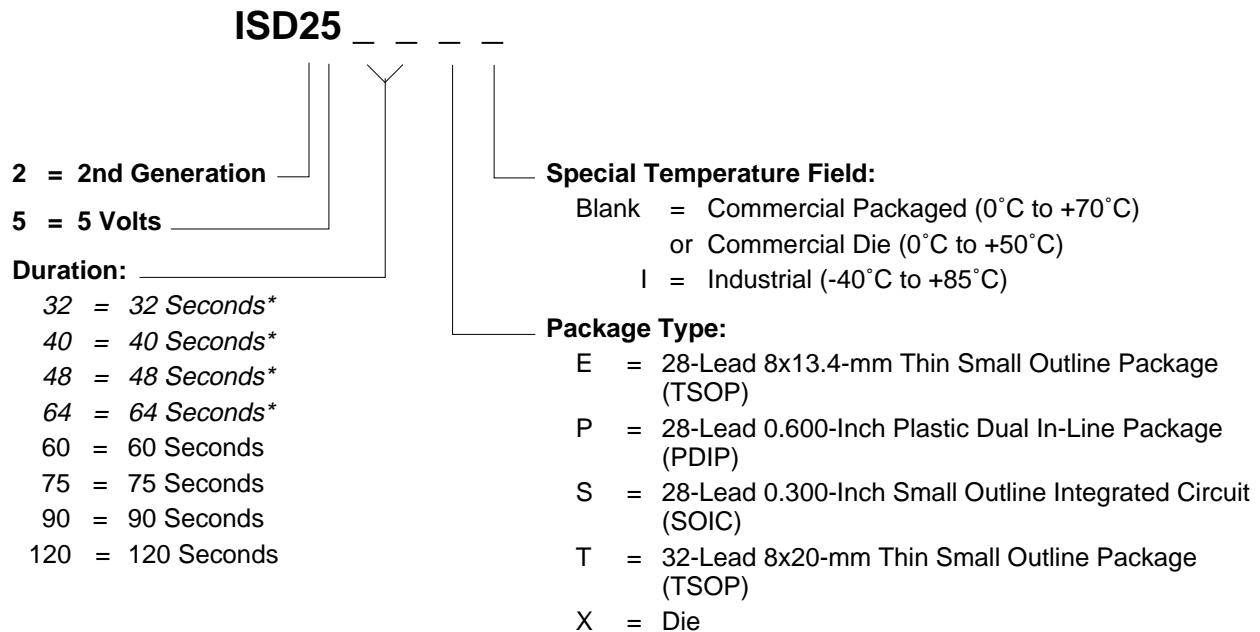 ISD25 _ _ _ _
2 = 2nd Generation
5 = 5 Volts
Duration:
32 = 32 Seconds*
40 = 40 Seconds*
48 = 48 Seconds*
64 = 64 Seconds*
60 = 60 Seconds
75 = 75 Seconds
90 = 90 Seconds
120 = 120 Seconds
Special Temperature Field:
Blank = Commercial Packaged (0˚C to +70˚C)
or Commercial Die (0˚C to +50˚C)
I = Industrial (-40˚C to +85˚C)
Package Type:
E = 28-Lead 8x13.4-mm Thin Small Outline Package
(TSOP)
P = 28-Lead 0.600-Inch Plastic Dual In-Line Package
(PDIP)
S = 28-Lead 0.300-Inch Small Outline Integrated Circuit
(SOIC)
T = 32-Lead 8x20-mm Thin Small Outline Package
(TSOP)
X = Die